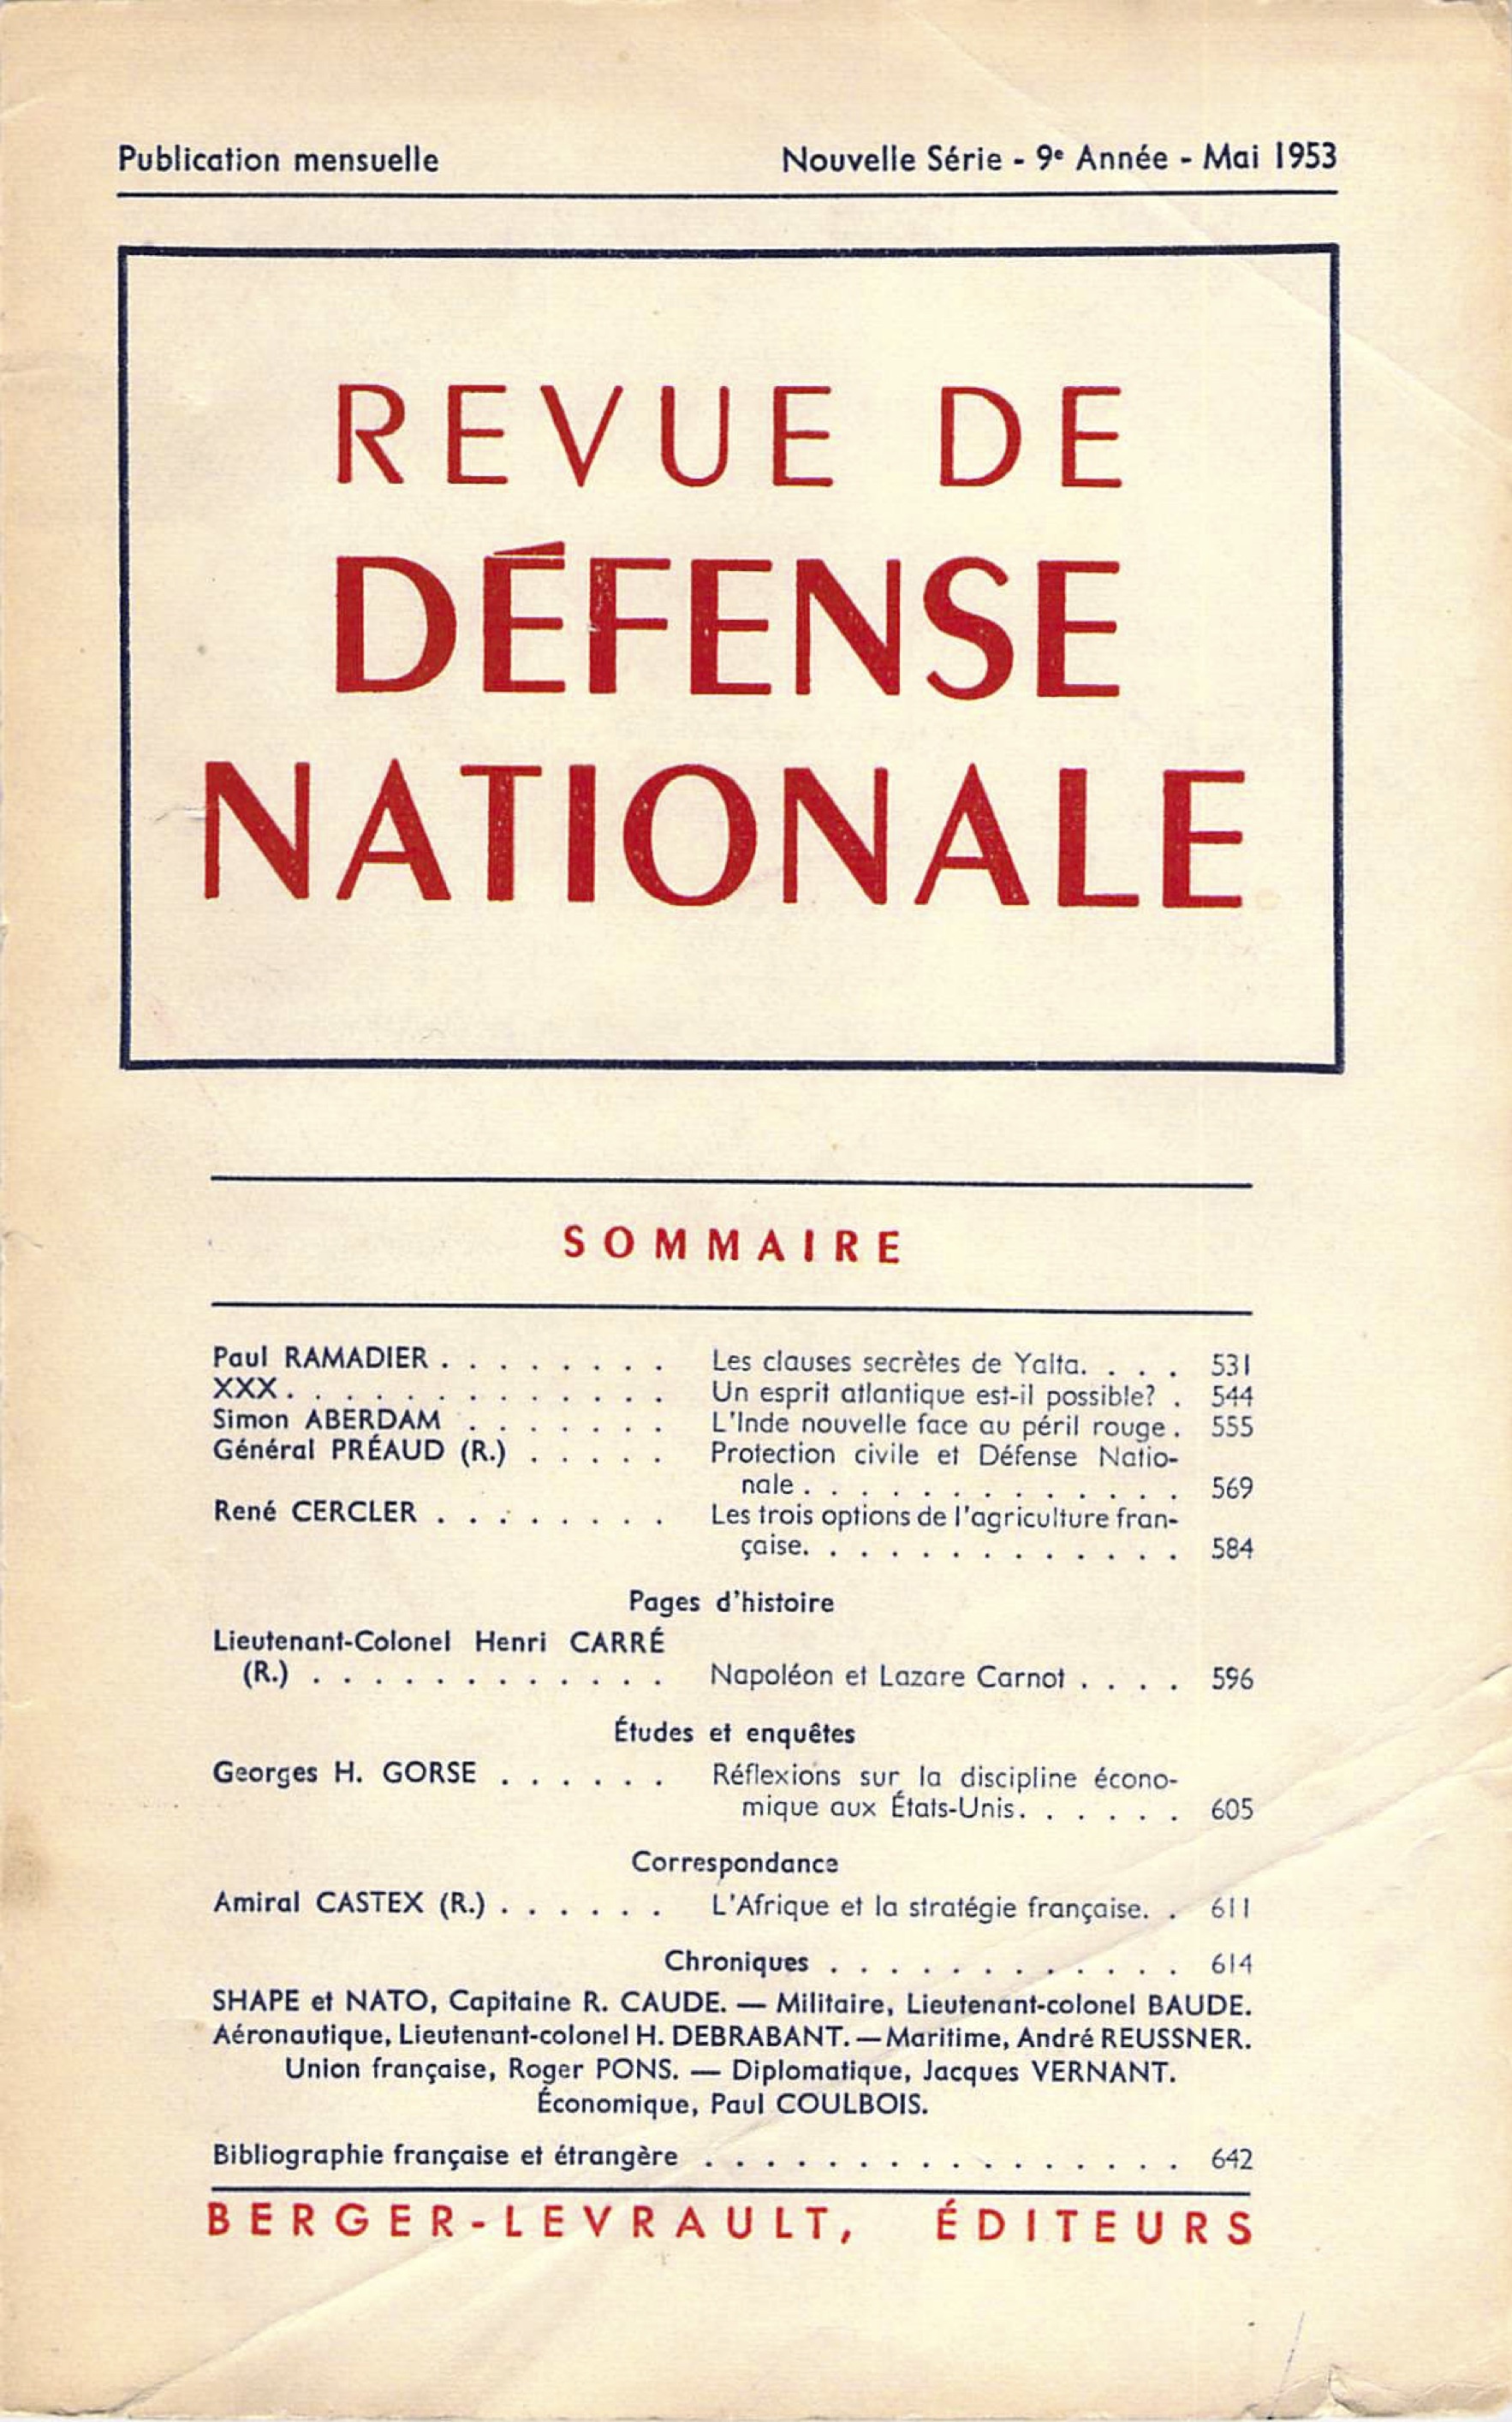 Publication mensuelle Nouvelle Série - 9e Année - Mai 1953
REVUE DE
DÉFENSE
NATIONALE
SOMMAIRE
Paul RAMADIER . . . . . . . . Les clauses secrètes de Yalta. . . . 531
XXX. . . . . . . . . . . . . Un esprit atlantique est-il possible? . 544
Simon ABERDAM . . . . . . . L'Inde nouvelle face au péril rouge. 555
Général PRÉAUD (R.) . . . . . Protection civile et Défense Natio-
nale . . . . . . . . . . . . . 569
René CERCLER . . . . . . . . Les trois options de l'agriculture fran-
çaise. . . . . . . . . . . . . 584
Pages d'histoire
Lieutenant-Colonel Henri CARRÉ
(R.) . . . . . . . . . . . . Napoléon et Lazare Carnot . . . . 596
Études et enquêtes
Georges H. GORSE . . . . . . Réflexions sur la discipline écono-
mique aux États-Unis. . . . . . 605
Correspondance
Amiral CASTEX (R.) . . . . . . L'Afrique et la stratégie française. . 611
Chroniques . . . . . . . . . . . . 614
SHAPE et NATO, Capitaine R. CAUDE. — Militaire, Lieutenant-colonel BAUDE.
Aéronautique, Lieutenant-colonel H. DEBRABANT. — Maritime, André REUSSNER.
Union française, Roger PONS. — Diplomatique, Jacques VERNANT.
Économique, Paul COULBOIS.
Bibliographie française et étrangère . . . . . . . . . . . . . . . . 642
BERGER-LEVRAULT, ÉDITEURS